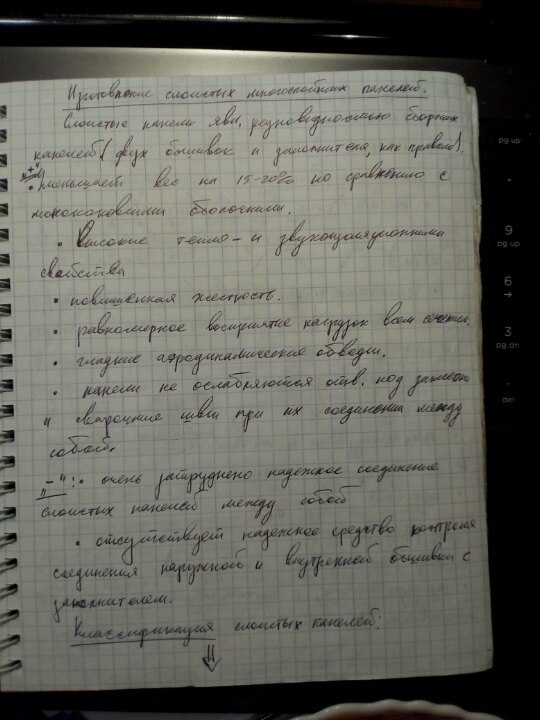 Изготовление слоистых многослойных панелей.
Слоистые панели явл. разновидностью сборных
панелей (двух обшивок и заполнителя, как правило).
"+"
• Уменьшает вес на 15-20% по сравнению с
монококовыми оболочками.
• Высокие тепло- и звукоизоляционными
свойства
• повышенная жесткость.
• равномерное восприятие нагрузок всем сечением.
• гладкие аэродинамические обводы.
• панели не ослабляются отв. под заклепки
и сварочные швы при их соединении между
собой.
"-": • очень затруднено надежное соединение
слоистых панелей между собой
• отсутствует надежное средство контроля
соединения наружной и внутренней обшивки с
заполнителем.
Классификация слоистых панелей:
⇓
pg up
9
pg up
6
→
3
pg dn
del